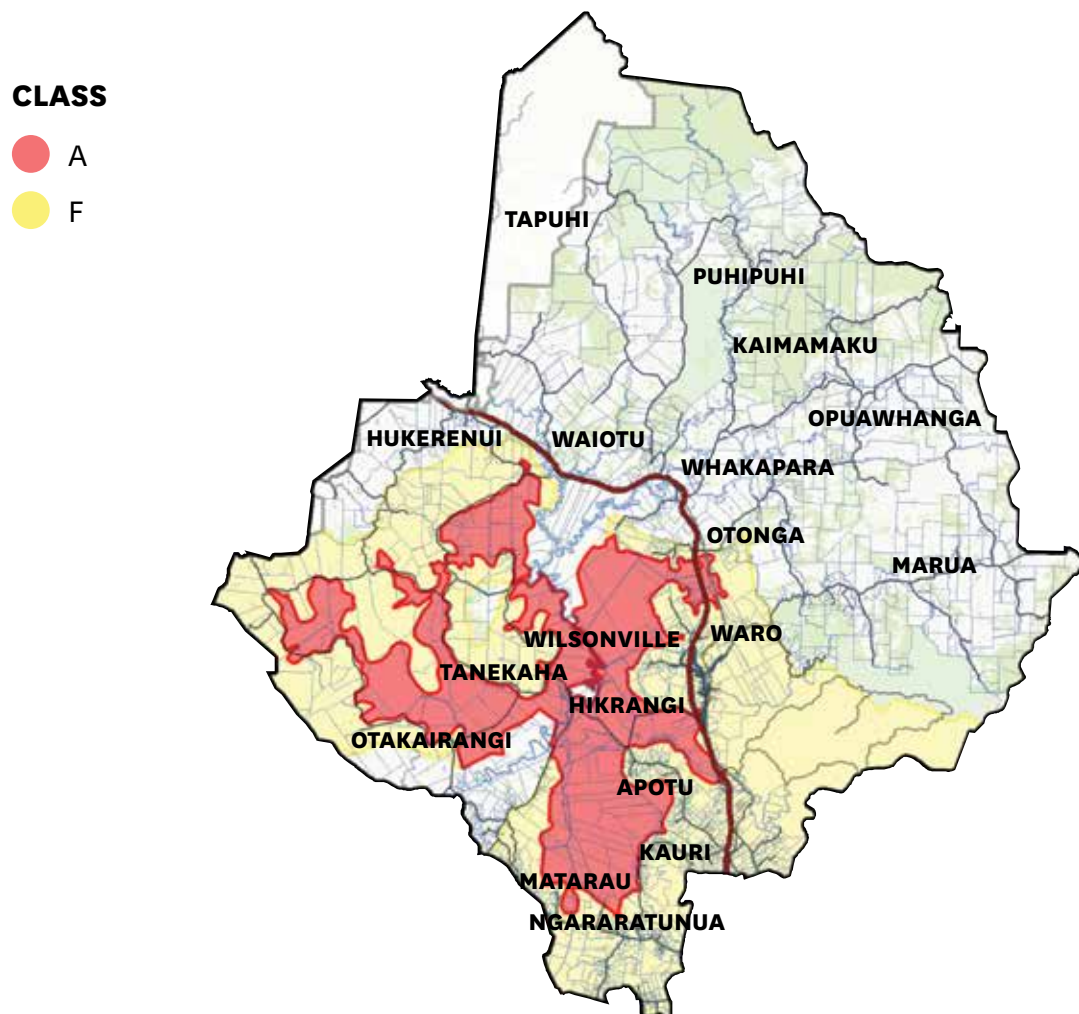 CLASS
A
F
TAPUHI
PUHIPUHI
KAIMAMAKU
OPUAWHANGA
HUKERENUI
WAIOTU
WHAKAPARA
OTONGA
MARUA
WILSONVILLE
WARO
TANEKAHA
HIKRANGI
OTAKAIRANGI
APOTU
KAURI
MATARAU
NGARARATUNUA